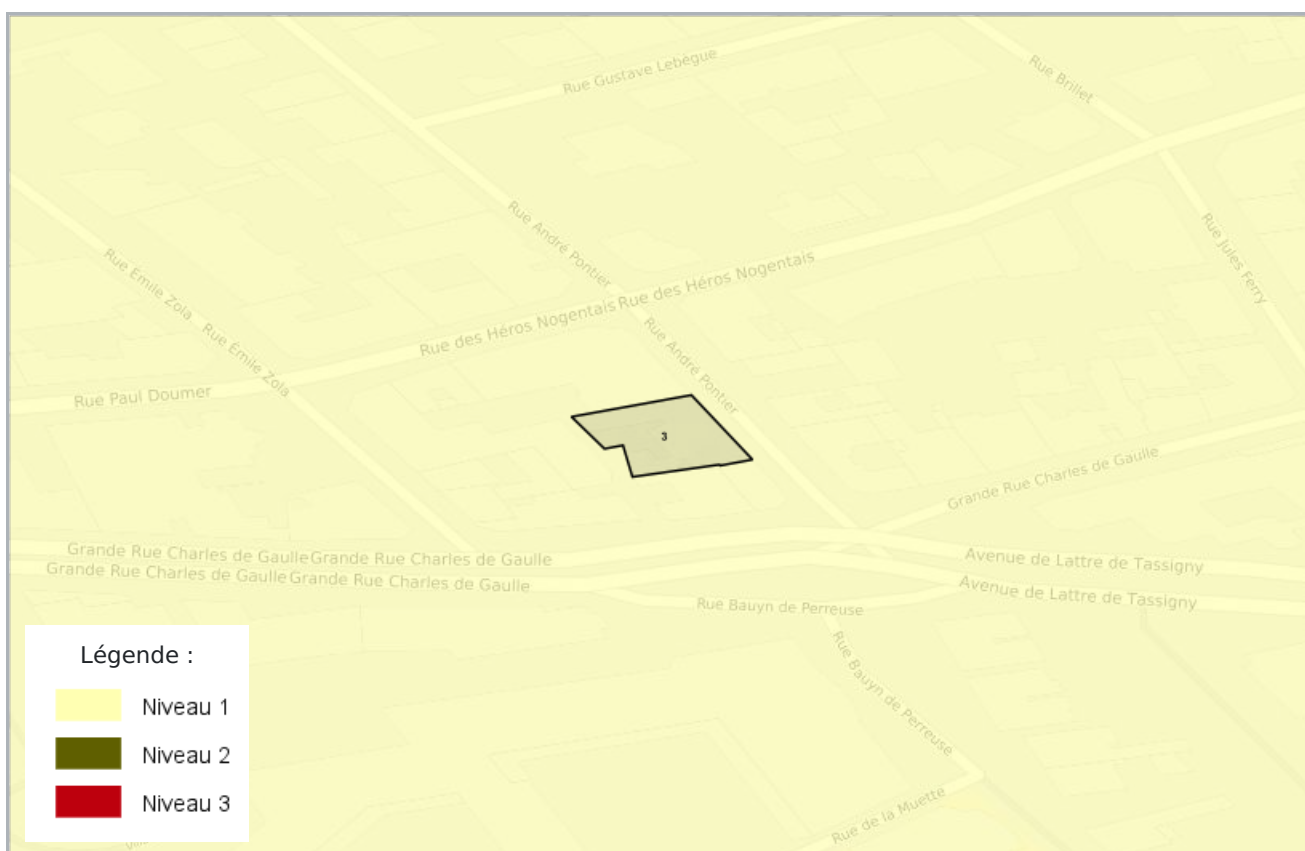 Rue Gustave Lebègue
Rue Brillet
Rue André Pontier
Rue Jules Ferry
Rue Émile Zola
Rue des Héros Nogentais
Rue des Héros Nogentais
Rue Émile Zola
Rue André Pontier
Rue Paul Doumer
3
Grande Rue Charles de Gaulle
Grande Rue Charles de Gaulle
Grande Rue Charles de Gaulle
Avenue de Lattre de Tassigny
Grande Rue Charles de Gaulle
Grande Rue Charles de Gaulle
Avenue de Lattre de Tassigny
Rue Bauyn de Perreuse
Rue Bauyn de Perreuse
Rue de la Muette
Légende :
Niveau 1
Niveau 2
Niveau 3